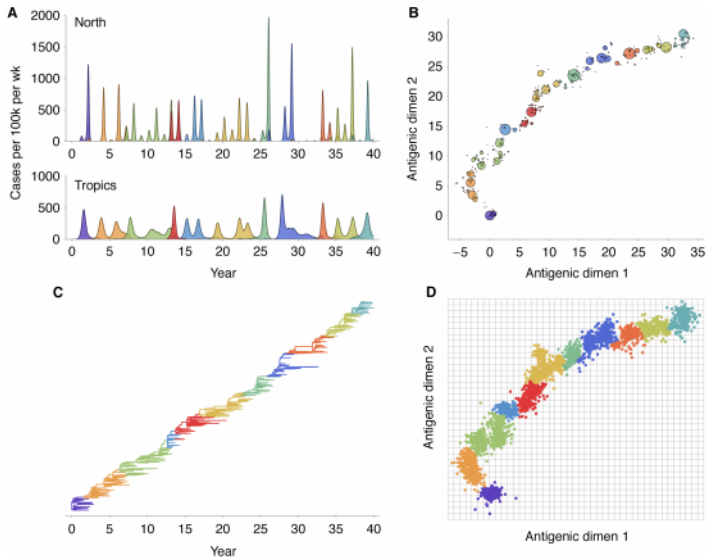 A
North
Cases per 100k per wk
2000
1500
1000
500
0
0 5 10 15 20 25 30 35 40
Tropics
1000
500
0
0 5 10 15 20 25 30 35 40
Year
B
Antigenic dimen 2
30
25
20
15
10
5
0
−5 0 5 10 15 20 25 30 35
Antigenic dimen 1
C
0 5 10 15 20 25 30 35 40
Year
D
Antigenic dimen 2
Antigenic dimen 1